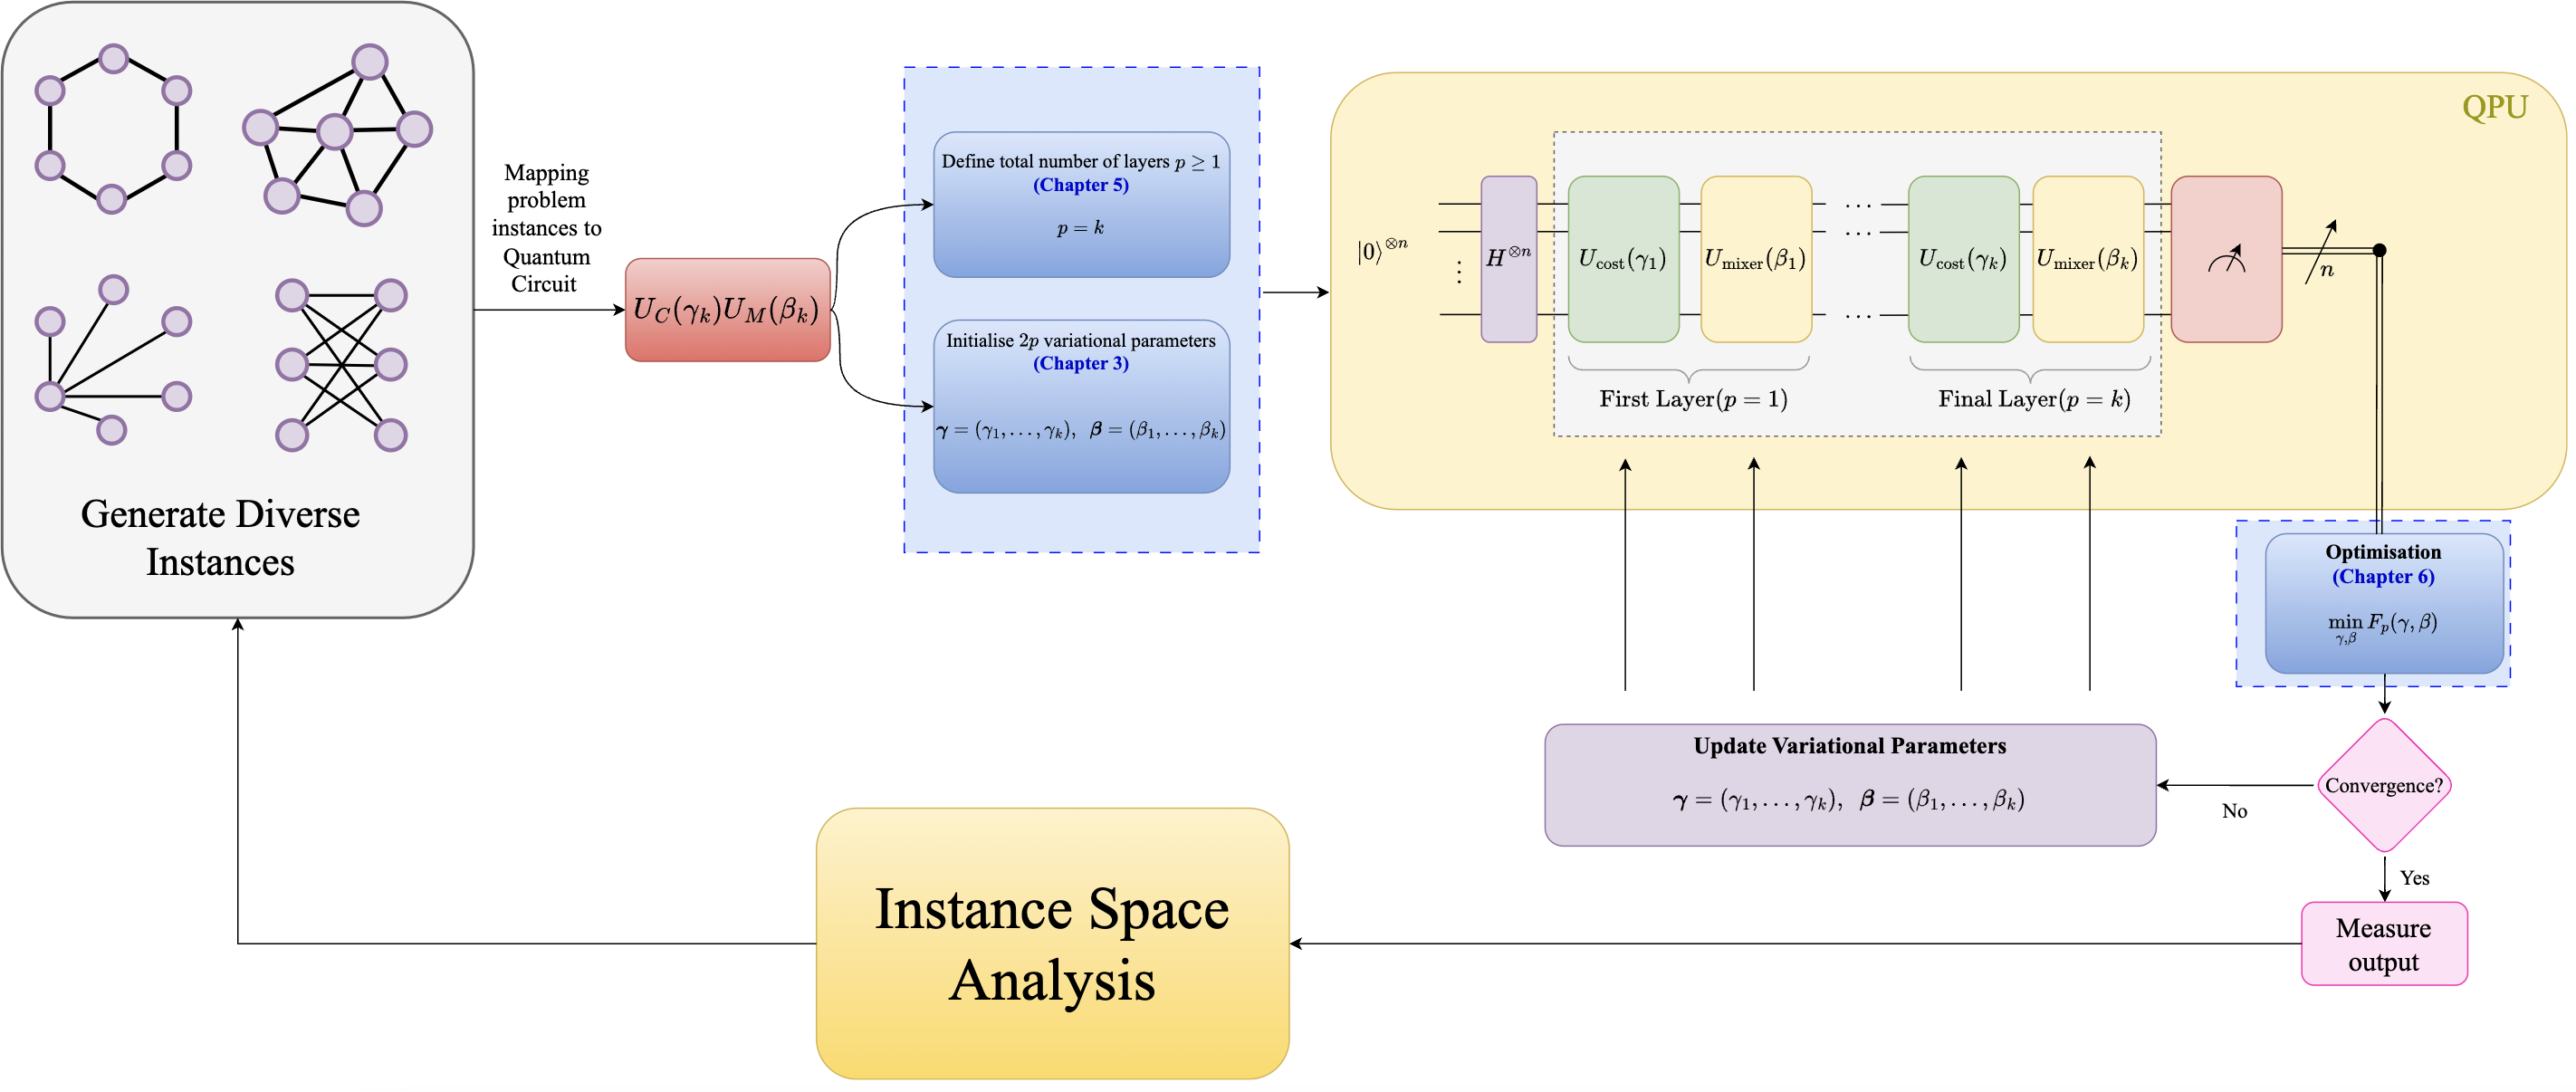 Generate Diverse
Instances
Mapping
problem
instances to
Quantum
Circuit
U_C(γ_k)U_M(β_k)
Define total number of layers p ≥ 1
(Chapter 5)
p = k
Initialise 2p variational parameters
(Chapter 3)
γ = (γ_1, . . . , γ_k), β = (β_1, . . . , β_k)
QPU
|0⟩^{⊗n}
⋮
H^{⊗n}
U_cost(γ_1)
U_mixer(β_1)
. . .
. . .
. . .
U_cost(γ_k)
U_mixer(β_k)
n
First Layer(p = 1)
Final Layer(p = k)
Optimisation
(Chapter 6)
min_{γ,β} F_p(γ, β)
Convergence?
No
Yes
Update Variational Parameters
γ = (γ_1, . . . , γ_k), β = (β_1, . . . , β_k)
Measure
output
Instance Space
Analysis